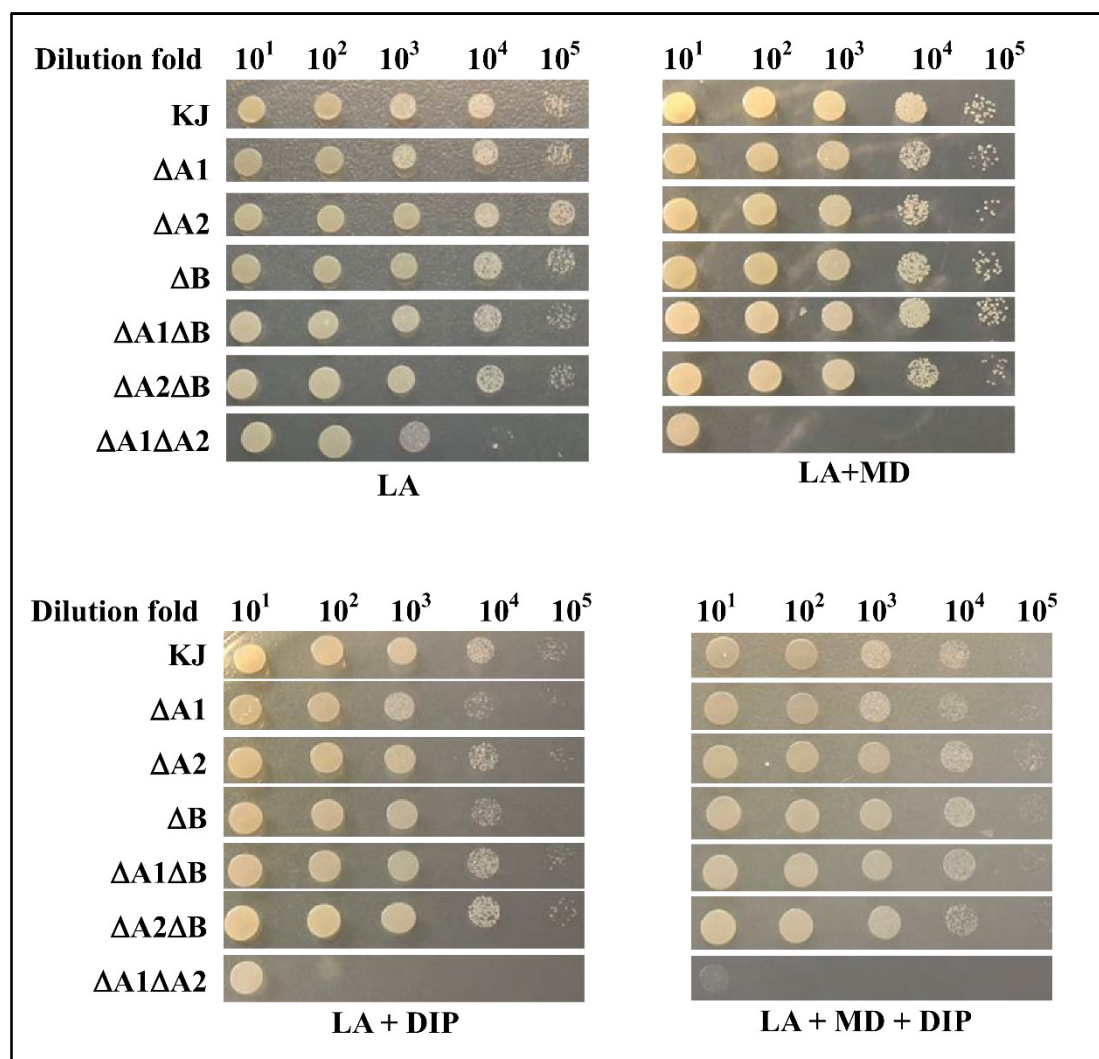 Dilution fold 10¹ 10² 10³ 10⁴ 10⁵ 10¹ 10² 10³ 10⁴ 10⁵
KJ
ΔA1
ΔA2
ΔB
ΔA1ΔB
ΔA2ΔB
ΔA1ΔA2
LA LA+MD
Dilution fold 10¹ 10² 10³ 10⁴ 10⁵ 10¹ 10² 10³ 10⁴ 10⁵
KJ
ΔA1
ΔA2
ΔB
ΔA1ΔB
ΔA2ΔB
ΔA1ΔA2
LA + DIP LA + MD + DIP